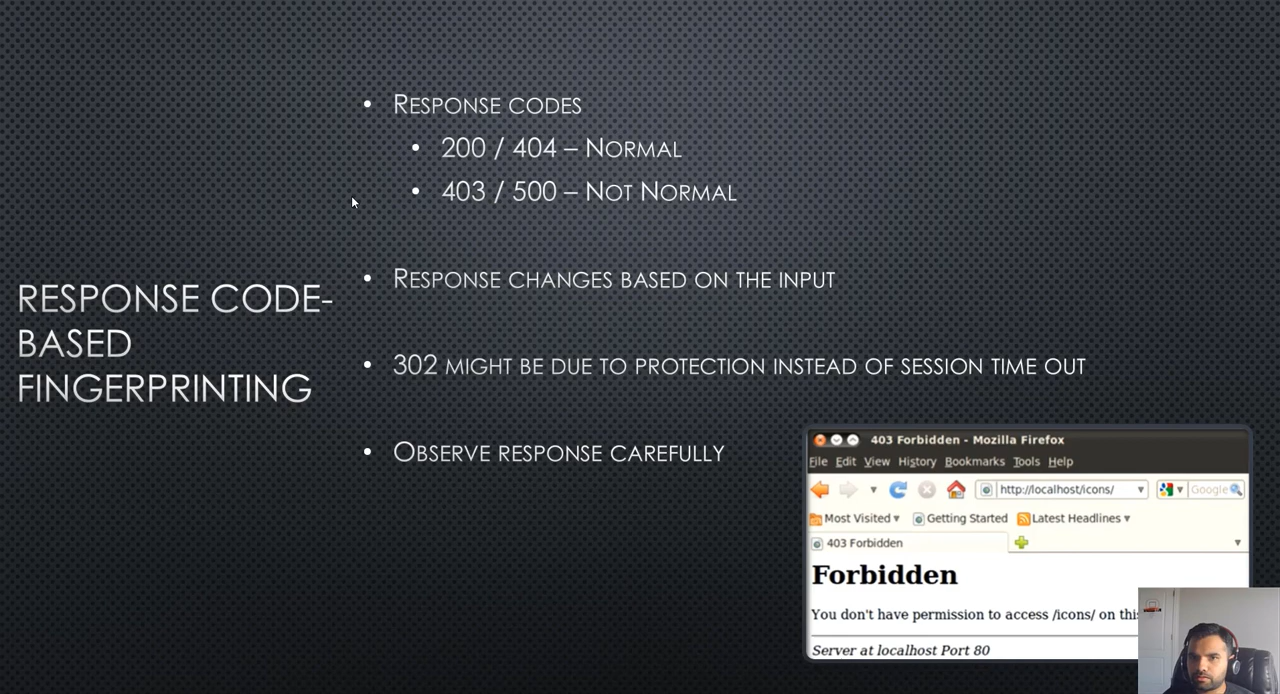 RESPONSE CODE-
BASED
FINGERPRINTING
RESPONSE CODES
200 / 404 – NORMAL
403 / 500 – NOT NORMAL
RESPONSE CHANGES BASED ON THE INPUT
302 MIGHT BE DUE TO PROTECTION INSTEAD OF SESSION TIME OUT
OBSERVE RESPONSE CAREFULLY
403 Forbidden - Mozilla Firefox
File Edit View History Bookmarks Tools Help
http://localhost/icons/ Google
Most Visited Getting Started Latest Headlines
403 Forbidden
Forbidden
You don't have permission to access /icons/ on
Server at localhost Port 80